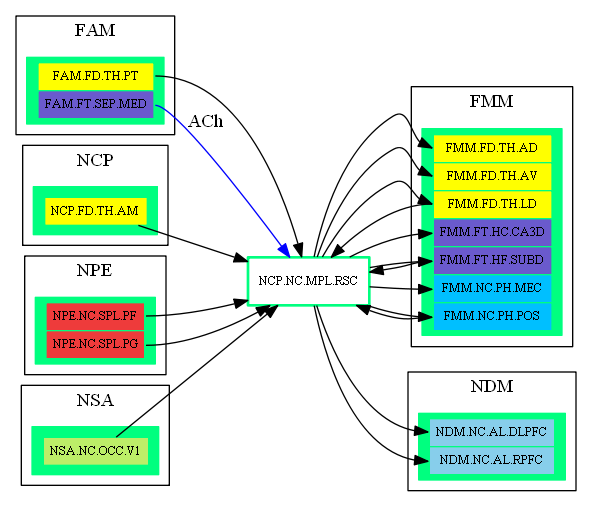 FAM
FAM.FD.TH.PT
FAM.FT.SEP.MED
ACh
NCP
NCP.FD.TH.AM
NPE
NPE.NC.SPL.PF
NPE.NC.SPL.PG
NSA
NSA.NC.OCC.V1
NCP.NC.MPL.RSC
FMM
FMM.FD.TH.AD
FMM.FD.TH.AV
FMM.FD.TH.LD
FMM.FT.HC.CA3D
FMM.FT.HF.SUBD
FMM.NC.PH.MEC
FMM.NC.PH.POS
NDM
NDM.NC.AL.DLPFC
NDM.NC.AL.RPFC